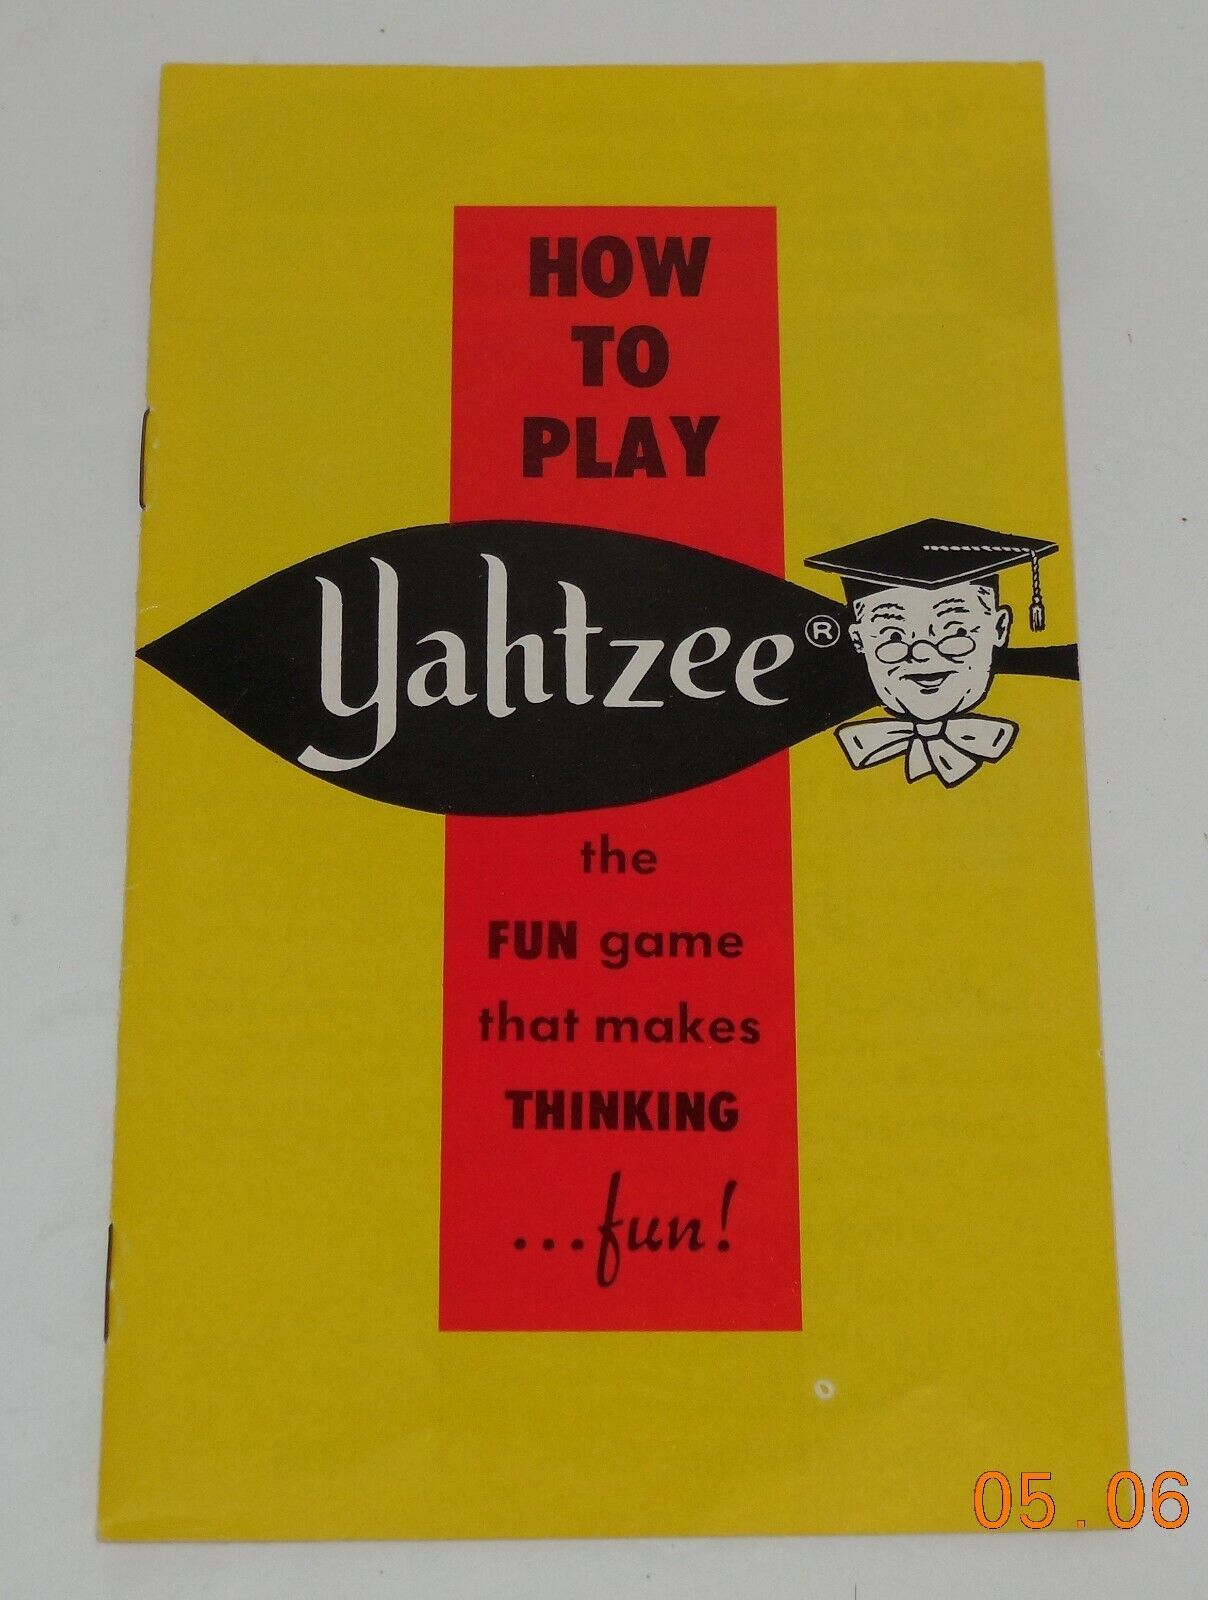 HOW
TO
PLAY
Yahtzee®
the
FUN game
that makes
THINKING
...fun!
05.06